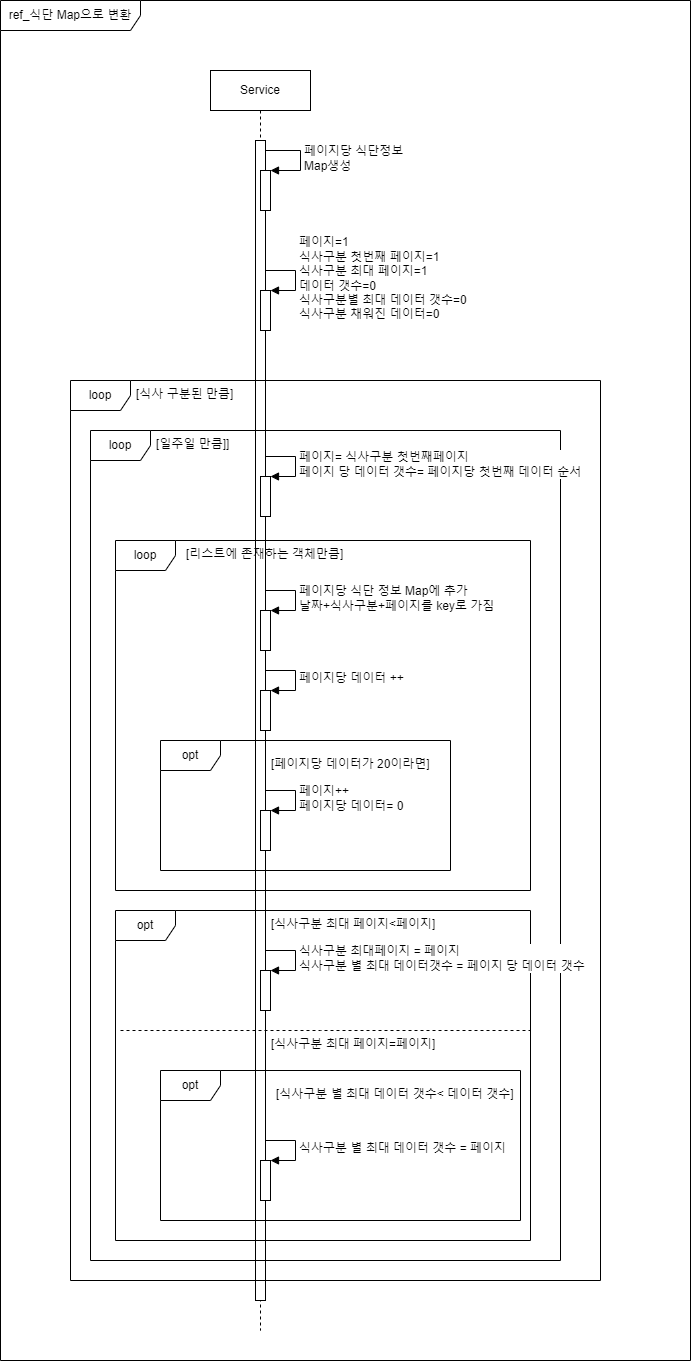 ref_식단 Map으로 변환
Service
페이지당 식단정보
Map생성
페이지=1
식사구분 첫번째 페이지=1
식사구분 최대 페이지=1
데이터 갯수=0
식사구분별 최대 데이터 갯수=0
식사구분 채워진 데이터=0
loop
[식사 구분된 만큼]
loop
[일주일 만큼]]
페이지= 식사구분 첫번째페이지
페이지 당 데이터 갯수= 페이지당 첫번째 데이터 순서
loop
[리스트에 존재하는 객체만큼]
페이지당 식단 정보 Map에 추가
날짜+식사구분+페이지를 key로 가짐
페이지당 데이터 ++
opt
[페이지당 데이터가 20이라면]
페이지++
페이지당 데이터= 0
opt
[식사구분 최대 페이지<페이지]
식사구분 최대페이지 = 페이지
식사구분 별 최대 데이터갯수 = 페이지 당 데이터 갯수
[식사구분 최대 페이지=페이지]
opt
[식사구분 별 최대 데이터 갯수< 데이터 갯수]
식사구분 별 최대 데이터 갯수 = 페이지